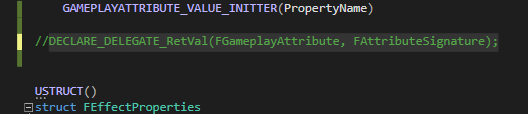 GAMEPLAYATTRIBUTE_VALUE_INITTER(PropertyName)
//DECLARE_DELEGATE_RetVal(FGameplayAttribute, FAttributeSignature);
USTRUCT()
struct FEffectProperties